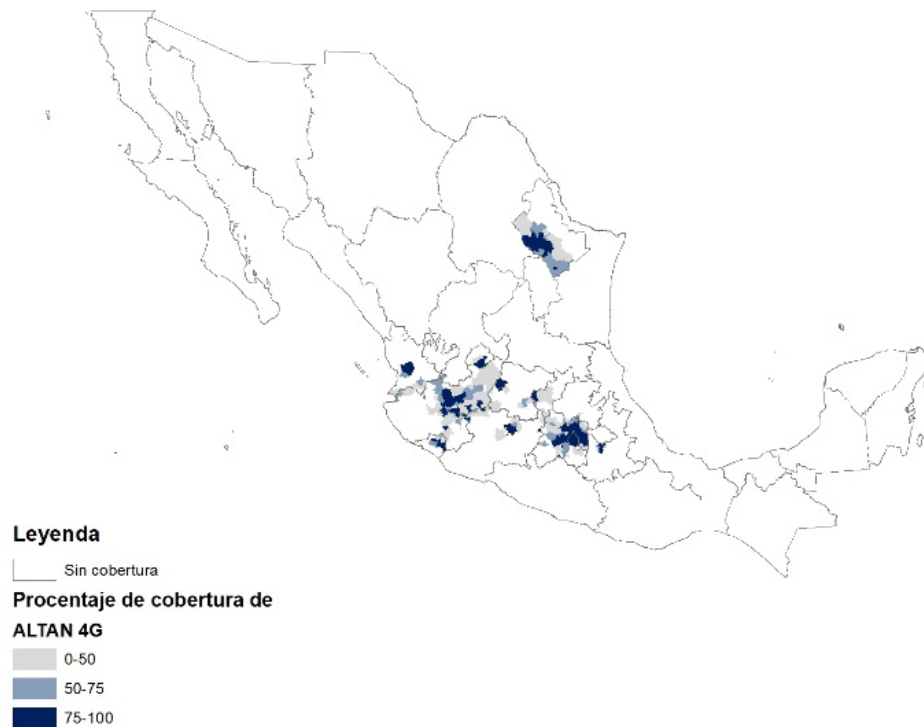 Leyenda
Sin cobertura
Procentaje de cobertura de
ALTAN 4G
0-50
50-75
75-100